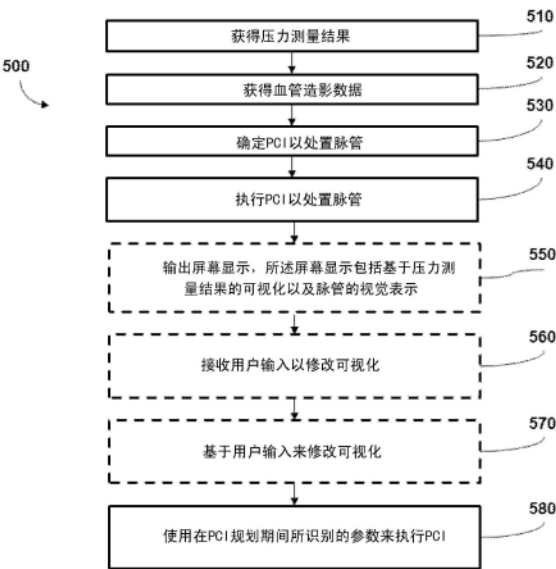 510
获得压力测量结果
500
520
获得血管造影数据
530
确定PCI以处置脉管
540
执行PCI以处置脉管
550
输出屏幕显示，所述屏幕显示包括基于压力测
量结果的可视化以及脉管的视觉表示
560
接收用户输入以修改可视化
570
基于用户输入来修改可视化
580
使用在PCI规划期间所识别的参数来执行PCI